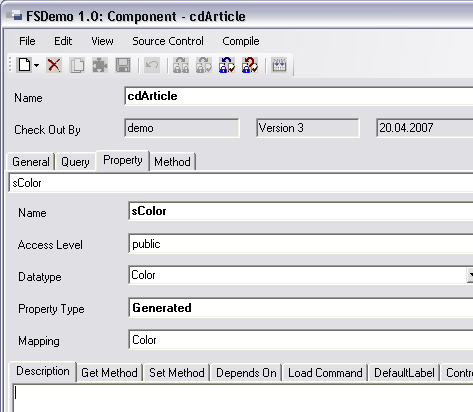 FSDemo 1.0: Component - cdArticle
File Edit View Source Control Compile
Name cdArticle
Check Out By demo Version 3 20.04.2007
General Query Property Method
sColor
Name sColor
Access Level public
Datatype Color
Property Type Generated
Mapping Color
Description Get Method Set Method Depends On Load Command DefaultLabel Contr